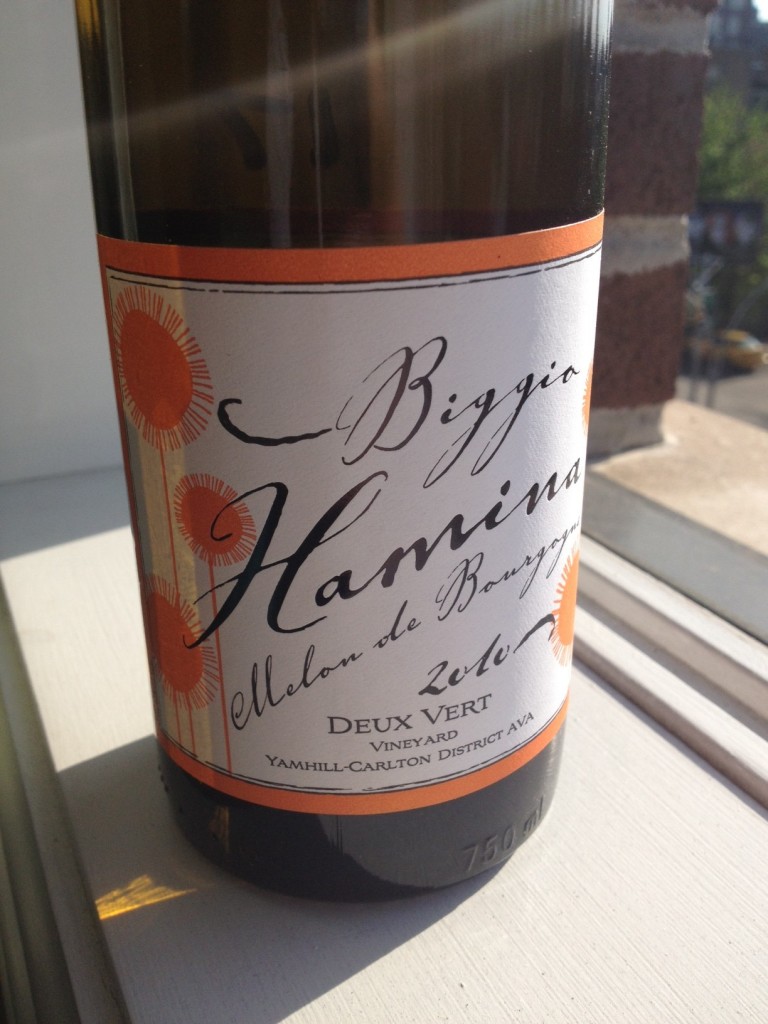 Biggio
Hamina
Melon de Bourgogne
2010
DEUX VERT
VINEYARD
YAMHILL-CARLTON DISTRICT AVA
750 ml